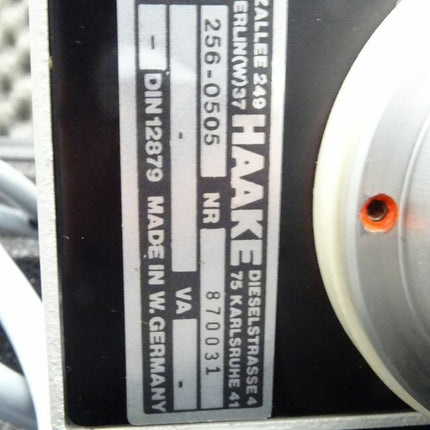 ZALLEE 249
ERLIN(W)37
HAAKE
DIESELSTRASSE 4
75 KARLSRUHE 41
256-0505 NR 870031
- VA -
- DIN 12879 MADE IN W. GERMANY